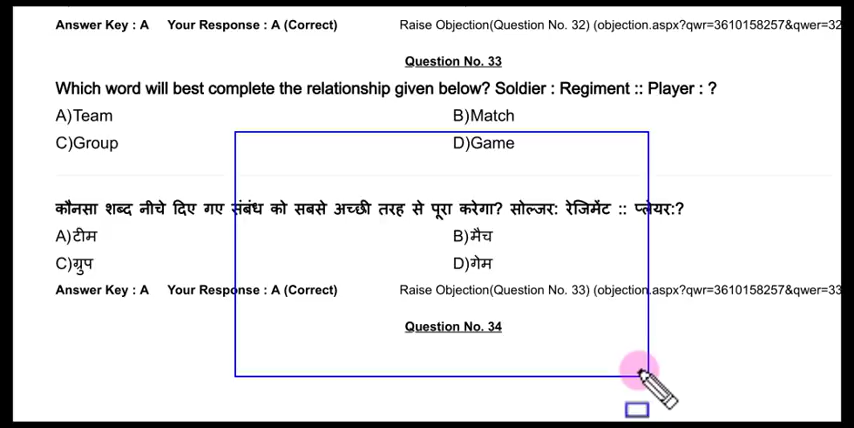 Answer Key : A Your Response : A (Correct) Raise Objection(Question No. 32) (objection.aspx?qwr=3610158257&qwer=32
Question No. 33
Which word will best complete the relationship given below? Soldier : Regiment :: Player : ?
A)Team B)Match
C)Group D)Game
कौनसा शब्द नीचे दिए गए संबंध को सबसे अच्छी तरह से पूरा करेगा? सोल्जर: रेजिमेंट :: प्लेयर:?
A)टीम B)मैच
C)ग्रुप D)गेम
Answer Key : A Your Response : A (Correct) Raise Objection(Question No. 33) (objection.aspx?qwr=3610158257&qwer=33
Question No. 34